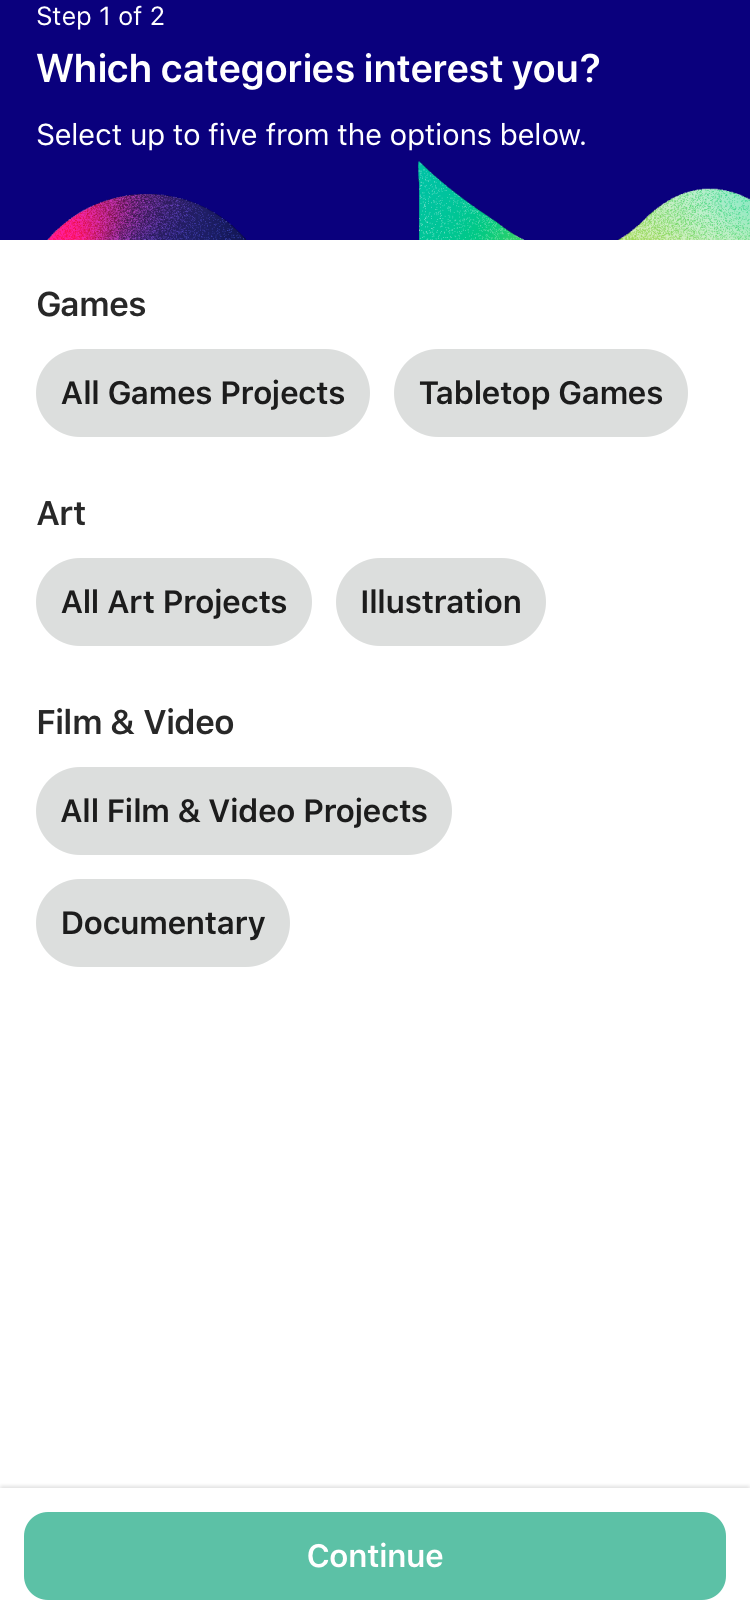 Step 1 of 2
Which categories interest you?
Select up to five from the options below.
Games
All Games Projects
Tabletop Games
Art
All Art Projects
Illustration
Film & Video
All Film & Video Projects
Documentary
Continue